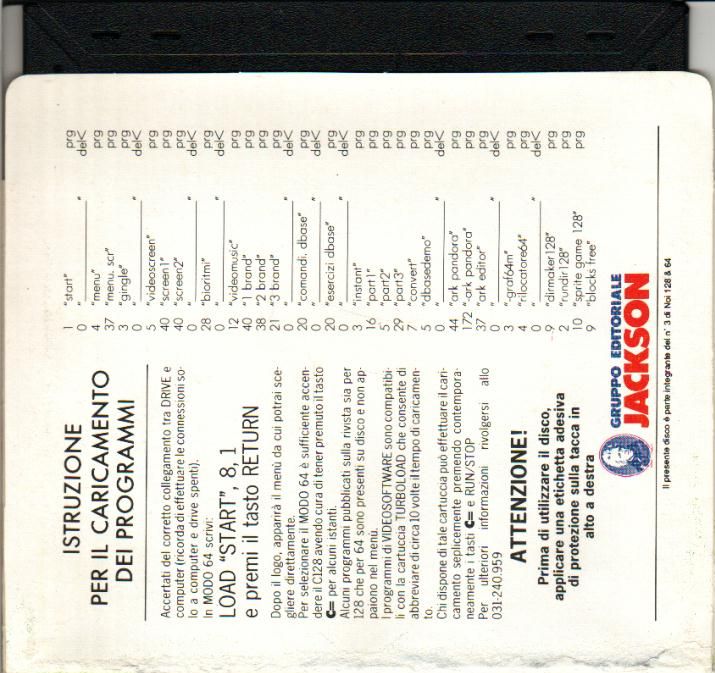 ISTRUZIONE
PER IL CARICAMENTO
DEI PROGRAMMI
Accertati del corretto collegamento tra DRIVE e
computer (ricorda di effettuare le connessioni so-
lo a computer e drive spenti).
In MODO 64 scrivi:
LOAD "START", 8, 1
e premi il tasto RETURN
Dopo il logo, apparirà il menù da cui potrai sce-
gliere direttamente.
Per selezionare il MODO 64 è sufficiente accen-
dere il C128 avendo cura di tener premuto il tasto
C= per alcuni istanti.
Alcuni programmi pubblicati sulla rivista sia per
128 che per 64 sono presenti su disco e non ap-
paiono nel menù.
I programmi di VIDEOSOFTWARE sono compatibi-
li con la cartuccia TURBOLOAD che consente di
abbreviare di circa 10 volte il tempo di caricamen-
to.
Chi dispone di tale cartuccia può effettuare il cari-
camento seplicemente premendo contempora-
neamente i tasti C= e RUN/STOP
Per ulteriori informazioni rivolgersi allo
031-240.959
ATTENZIONE!
Prima di utilizzare il disco,
applicare una etichetta adesiva
di protezione sulla tacca in
alto a destra
1 "start" prg
0 "__________" del<
4 "menu" prg
37 "menu. scr" prg
3 "gingle" prg
0 "__________" del<
5 "videoscreen" prg
40 "screen1" prg
40 "screen2" prg
0 "__________" del<
28 "bioritmi" prg
0 "__________" del<
12 "videomusic" prg
40 "1 brand" prg
38 "2 brand" prg
21 "3 brand" prg
0 "__________" del<
20 "comandi. dbase" prg
0 "__________" del<
20 "esercizi dbase" prg
0 "__________" del<
3 "instant" prg
16 "part1" prg
5 "part2" prg
29 "part3" prg
7 "convert" prg
5 "dbasedemo" prg
0 "__________" del<
44 "ark pandora" prg
172 "-ark pandora" prg
37 "ark editor" prg
0 "__________" del<
3 "-graf64m" prg
4 "rilocatore64" prg
0 "__________" del<
9 "dirmaker128" prg
2 "rundir128" prg
10 "sprite game 128" prg
9 "blocks free"
GRUPPO EDITORIALE
JACKSON
Il presente disco è parte integrante del n° 3 di Noi 128 & 64